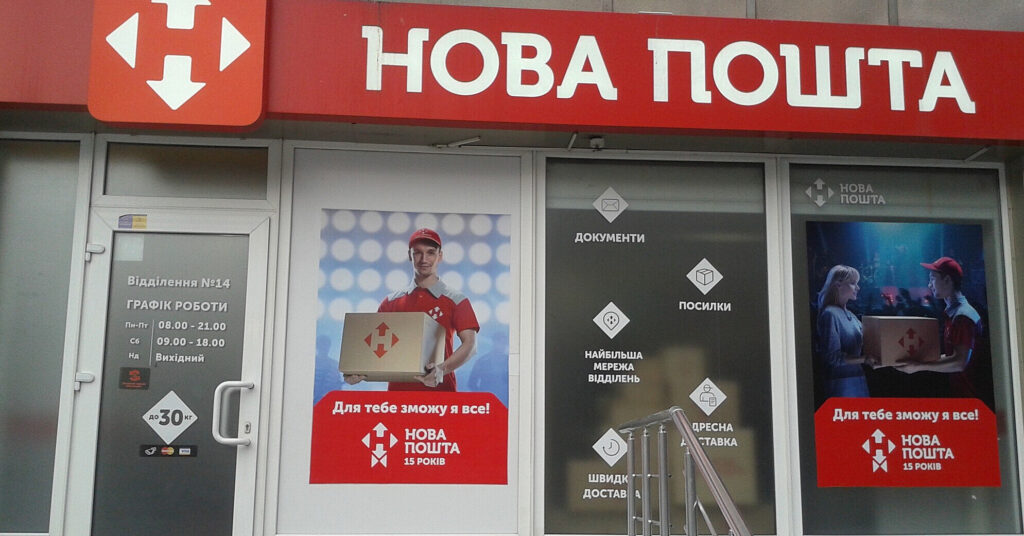 НОВА ПОШТА
Відділення №14
ГРАФІК РОБОТИ
Пн-Пт 08.00 - 21.00
Сб 09.00 - 18.00
Нд Вихідний
до 30 кг
VISA
Для тебе зможу я все!
НОВА
ПОШТА
15 РОКІВ
ДОКУМЕНТИ
ПОСИЛКИ
НАЙБІЛЬША
МЕРЕЖА
ВІДДІЛЕНЬ
ДРЕСНА
ОСТАВКА
ШВИДК
ДОСТАВКА
НОВА
ПОШТА
Для тебе зможу я все!
НОВА
ПОШТА
15 РОКІВ